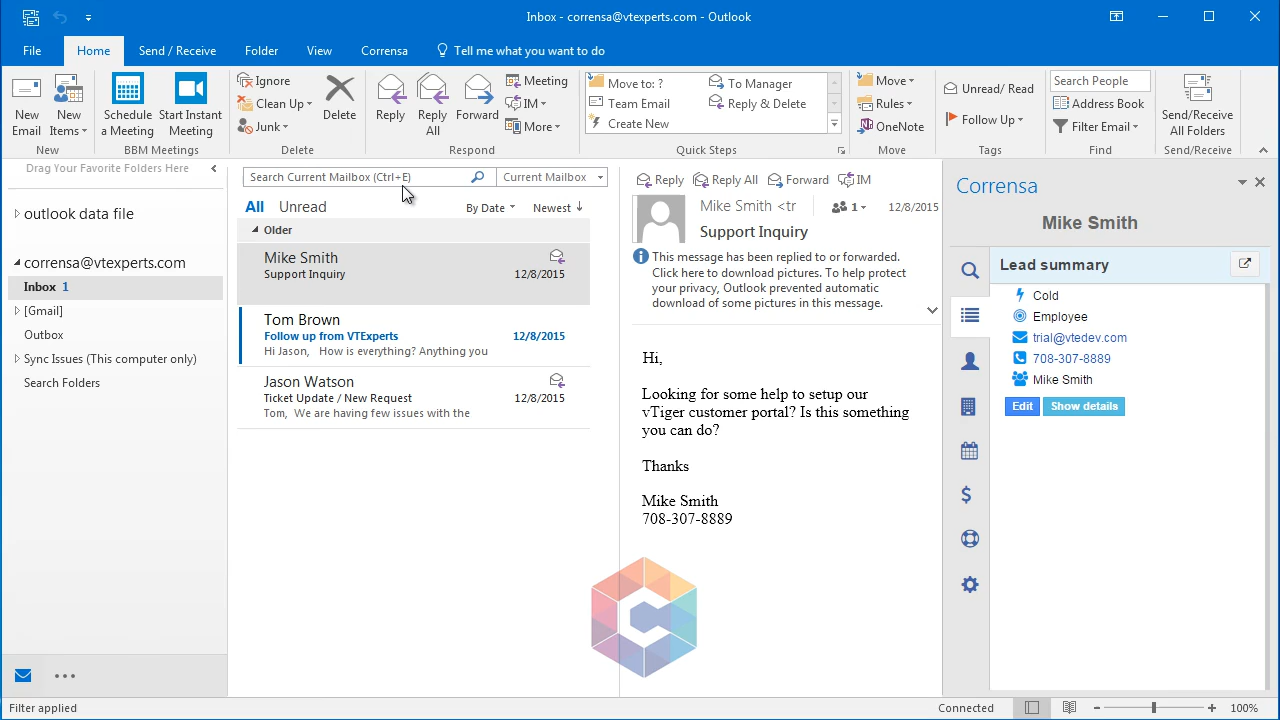 Inbox - corrensa@vtexperts.com - Outlook
File Home Send / Receive Folder View Corrensa Tell me what you want to do
New Email
New Items
New
Schedule a Meeting
Start Instant Meeting
BBM Meetings
Ignore
Clean Up
Junk
Delete
Delete
Reply
Reply All
Forward
Meeting
IM
More
Respond
Move to: ?
Team Email
Create New
To Manager
Reply & Delete
Quick Steps
Move
Rules
OneNote
Move
Unread/ Read
Follow Up
Tags
Search People
Address Book
Filter Email
Find
Send/Receive All Folders
Send/Receive
Drag Your Favorite Folders Here
outlook data file
corrensa@vtexperts.com
Inbox 1
[Gmail]
Outbox
Sync Issues (This computer only)
Search Folders
Search Current Mailbox (Ctrl+E)
Current Mailbox
All Unread
By Date Newest
Older
Mike Smith
Support Inquiry 12/8/2015
Tom Brown
Follow up from VTExperts 12/8/2015
Hi Jason, How is everything? Anything you
Jason Watson
Ticket Update / New Request 12/8/2015
Tom, We are having few issues with the
Reply Reply All Forward IM
Mike Smith <tr 1 12/8/2015
Support Inquiry
This message has been replied to or forwarded.
Click here to download pictures. To help protect
your privacy, Outlook prevented automatic
download of some pictures in this message.
Hi,
Looking for some help to setup our
vTiger customer portal? Is this something
you can do?
Thanks
Mike Smith
708-307-8889
Corrensa
Mike Smith
Lead summary
Cold
Employee
trial@vtedev.com
708-307-8889
Mike Smith
Edit Show details
Filter applied
Connected
100%